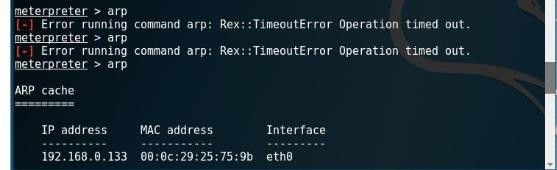 meterpreter > arp
[-] Error running command arp: Rex::TimeoutError Operation timed out.
meterpreter > arp
[-] Error running command arp: Rex::TimeoutError Operation timed out.
meterpreter > arp
ARP cache
=========
IP address MAC address Interface
---------- ----------- ---------
192.168.0.133 00:0c:29:25:75:9b eth0